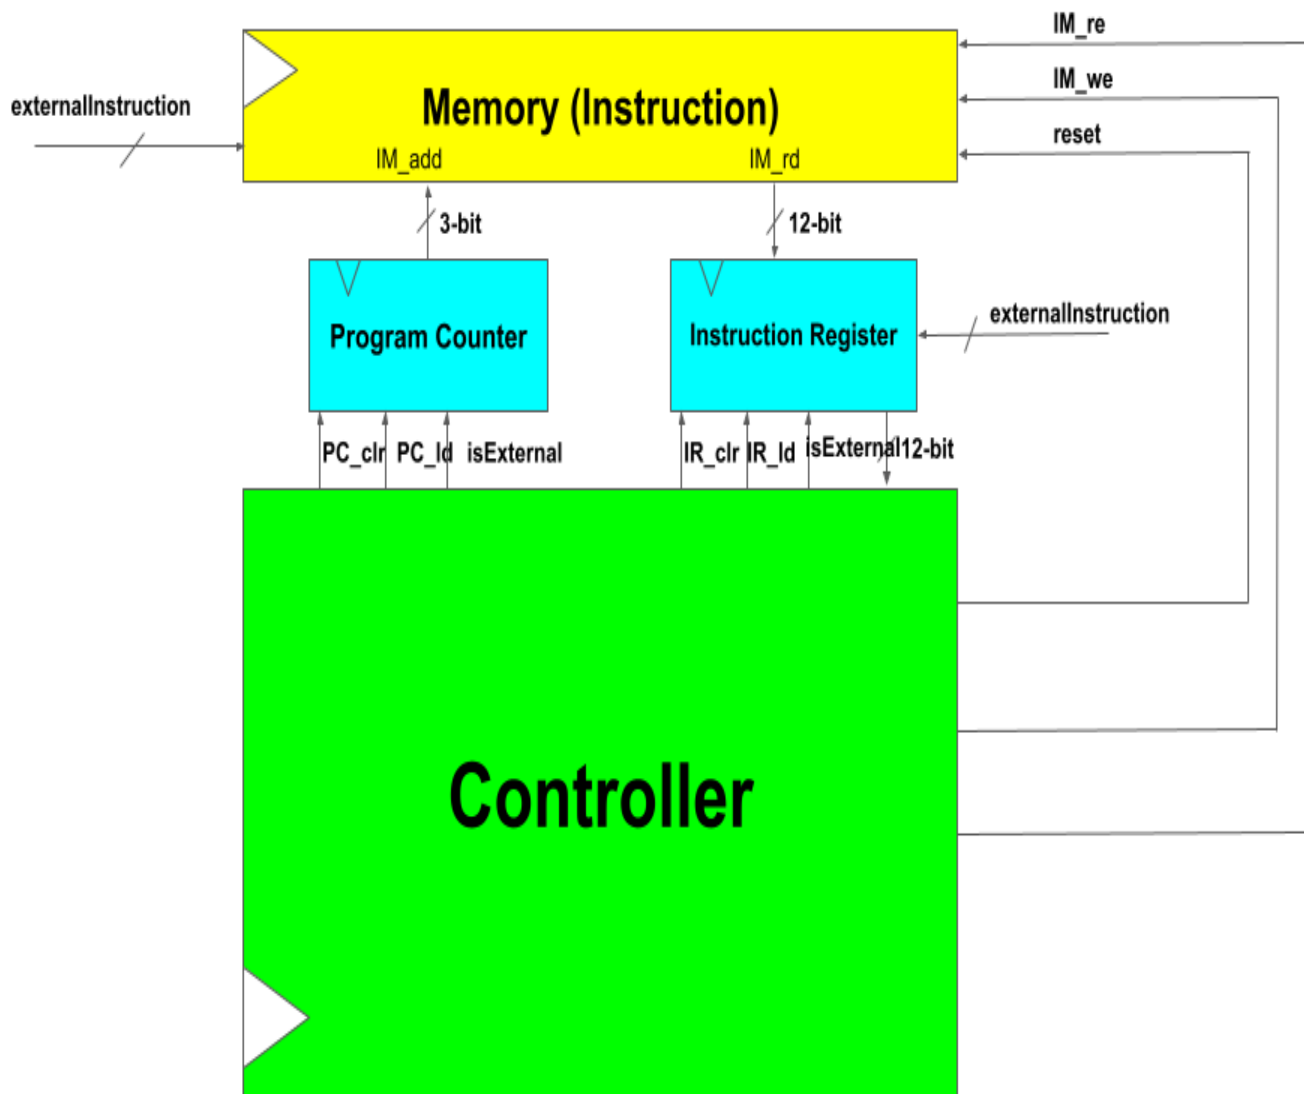 IM_re
IM_we
externalInstruction
Memory (Instruction)
reset
IM_add
IM_rd
3-bit
12-bit
externalInstruction
Program Counter
Instruction Register
PC_clr
PC_ld
isExternal
IR_clr
IR_ld
isExternal
12-bit
Controller